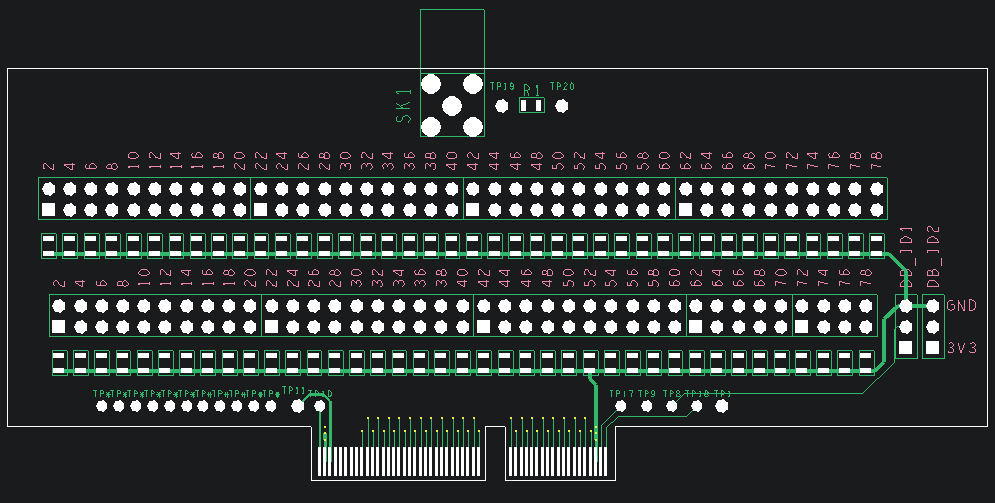 SK1
TP19 R1 TP20
2 4 6 8 10 12 14 16 18 20 22 24 26 28 30 32 34 36 38 40 42 44 46 48 50 52 54 56 58 60 62 64 66 68 70 72 74 76 78 78
DB_ID1 DB_ID2
2 4 6 8 10 12 14 16 18 20 22 24 26 28 30 32 34 36 38 40 42 44 46 48 50 52 54 56 58 60 62 64 66 68 70 72 74 76 78
GND
3V3
TP11 TP10 TP17 TP9 TP8 TP18 TP1